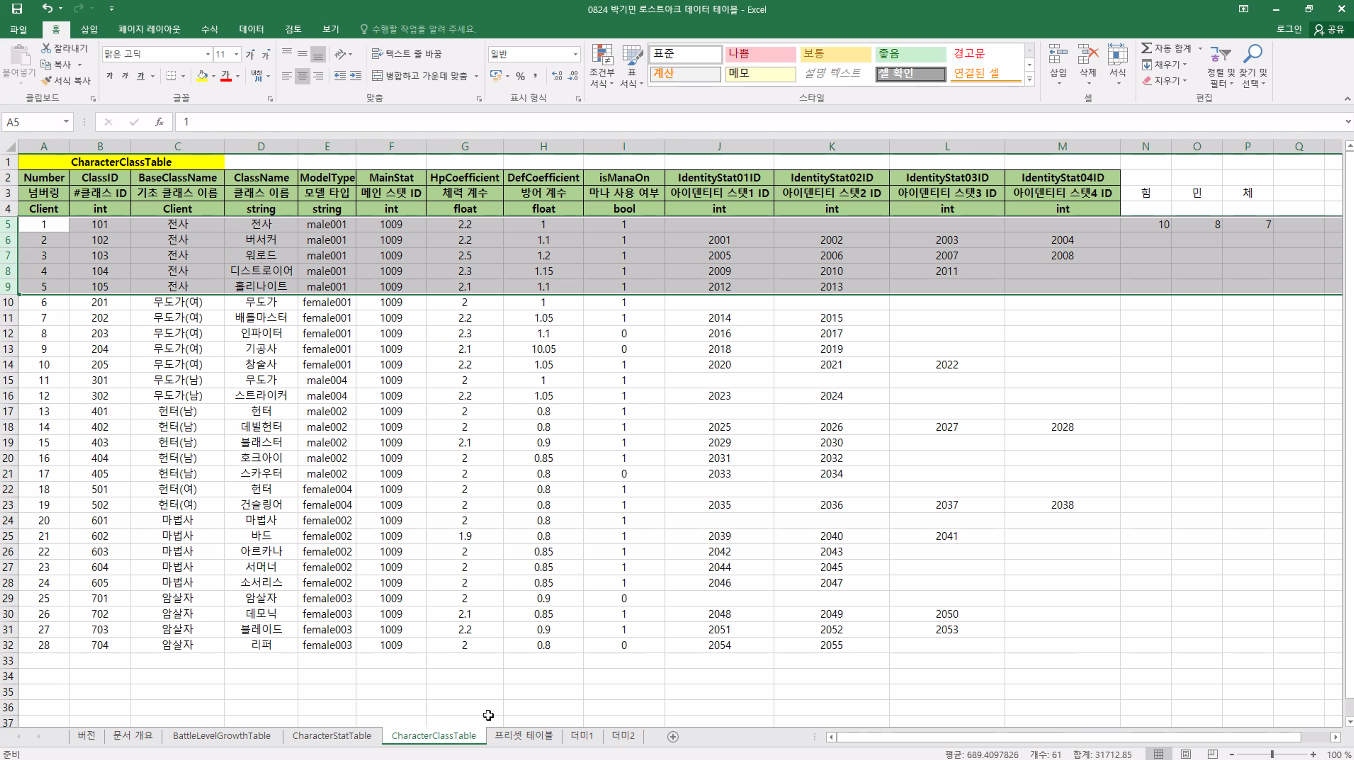 0824 박기민 로스트아크 데이터 테이블 - Excel
파일 홈 삽입 페이지 레이아웃 수식 데이터 검토 보기 수행할 작업을 알려 주세요. 로그인 공유
붙여넣기 잘라내기 복사 서식 복사 클립보드
맑은 고딕 11 가 가 가 가 가 가 글꼴
텍스트 줄 바꿈 병합하고 가운데 맞춤 맞춤
일반 % 표시 형식
조건부 서식 표 서식 표준 나쁨 보통 좋음 경고문
계산 메모 설명 텍스트 셀 확인 연결된 셀 스타일
삽입 삭제 서식 셀
자동 합계 채우기 지우기 정렬 및 필터 찾기 및 선택 편집
A5 fx 1
A B C D E F G H I J K L M N O P Q
1 CharacterClassTable
2 Number ClassID BaseClassName ClassName ModelType MainStat HpCoefficient DefCoefficient isManaOn IdentityStat01ID IdentityStat02ID IdentityStat03ID IdentityStat04ID
3 넘버링 #클래스 ID 기초 클래스 이름 클래스 이름 모델 타입 메인 스탯 ID 체력 계수 방어 계수 마나 사용 여부 아이덴티티 스탯1 ID 아이덴티티 스탯2 ID 아이덴티티 스탯3 ID 아이덴티티 스탯4 ID 힘 민 체
4 Client int Client string string int float float bool int int int int
5 1 101 전사 전사 male001 1009 2.2 1 1 10 8 7
6 2 102 전사 버서커 male001 1009 2.2 1.1 1 2001 2002 2003 2004
7 3 103 전사 워로드 male001 1009 2.5 1.2 1 2005 2006 2007 2008
8 4 104 전사 디스트로이어 male001 1009 2.3 1.15 1 2009 2010 2011
9 5 105 전사 홀리나이트 male001 1009 2.1 1.1 1 2012 2013
10 6 201 무도가(여) 무도가 female001 1009 2 1 1
11 7 202 무도가(여) 배틀마스터 female001 1009 2.2 1.05 1 2014 2015
12 8 203 무도가(여) 인파이터 female001 1009 2.3 1.1 0 2016 2017
13 9 204 무도가(여) 기공사 female001 1009 2.1 10.05 0 2018 2019
14 10 205 무도가(여) 창술사 female001 1009 2.2 1.05 1 2020 2021 2022
15 11 301 무도가(남) 무도가 male004 1009 2 1 1
16 12 302 무도가(남) 스트라이커 male004 1009 2.2 1.05 1 2023 2024
17 13 401 헌터(남) 헌터 male002 1009 2 0.8 1
18 14 402 헌터(남) 데빌헌터 male002 1009 2 0.8 1 2025 2026 2027 2028
19 15 403 헌터(남) 블래스터 male002 1009 2.1 0.9 1 2029 2030
20 16 404 헌터(남) 호크아이 male002 1009 2 0.85 1 2031 2032
21 17 405 헌터(남) 스카우터 male002 1009 2 0.8 0 2033 2034
22 18 501 헌터(여) 헌터 female004 1009 2 0.8 1
23 19 502 헌터(여) 건슬링어 female004 1009 2 0.8 1 2035 2036 2037 2038
24 20 601 마법사 마법사 female002 1009 2 0.8 1
25 21 602 마법사 바드 female002 1009 1.9 0.8 1 2039 2040 2041
26 22 603 마법사 아르카나 female002 1009 2 0.85 1 2042 2043
27 23 604 마법사 서머너 female002 1009 2 0.85 1 2044 2045
28 24 605 마법사 소서리스 female002 1009 2 0.85 1 2046 2047
29 25 701 암살자 암살자 female003 1009 2 0.9 0
30 26 702 암살자 데모닉 female003 1009 2.1 0.85 1 2048 2049 2050
31 27 703 암살자 블레이드 female003 1009 2.2 0.9 1 2051 2052 2053
32 28 704 암살자 리퍼 female003 1009 2 0.8 0 2054 2055
33
34
35
36
37
버전 문서 개요 BattleLevelGrowthTable CharacterStatTable CharacterClassTable 프리셋 테이블 더미1 더미2
준비 평균: 689.4097826 개수: 61 합계: 31712.85 100 %